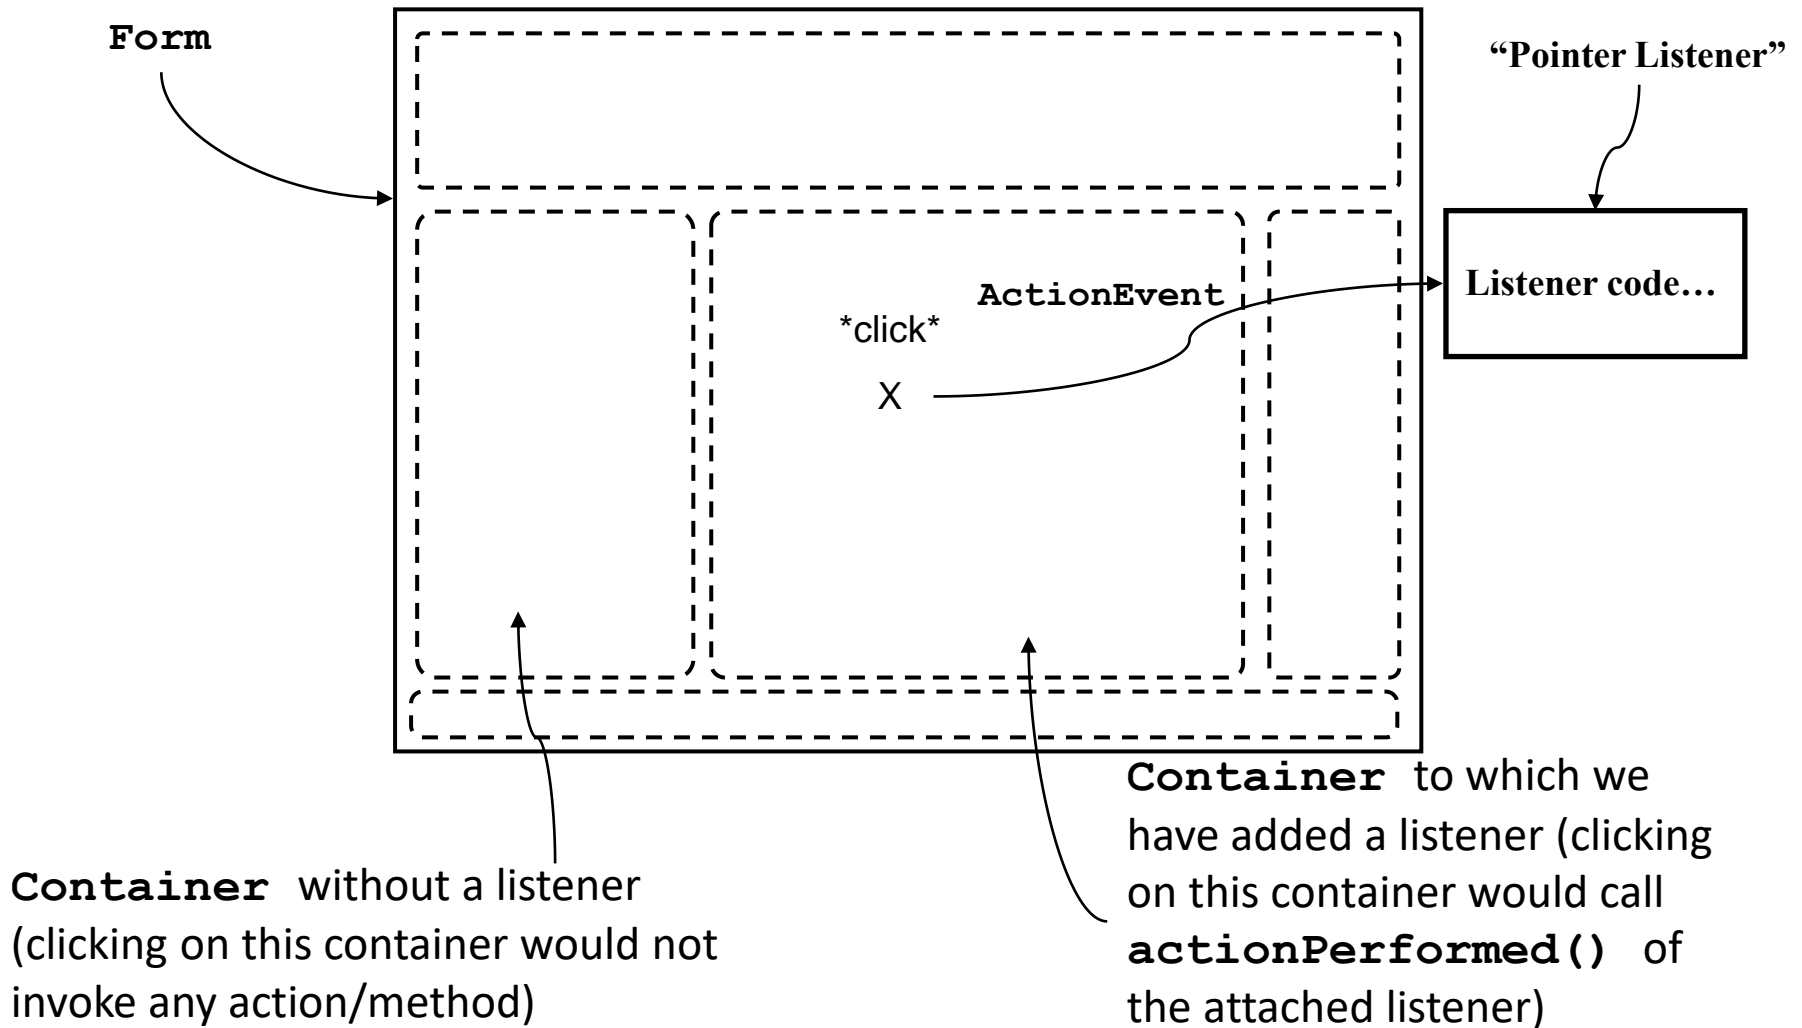 Form
“Pointer Listener”
ActionEvent
*click*
X
Listener code…
Container without a listener
(clicking on this container would not
invoke any action/method)
Container to which we
have added a listener (clicking
on this container would call
actionPerformed() of
the attached listener)